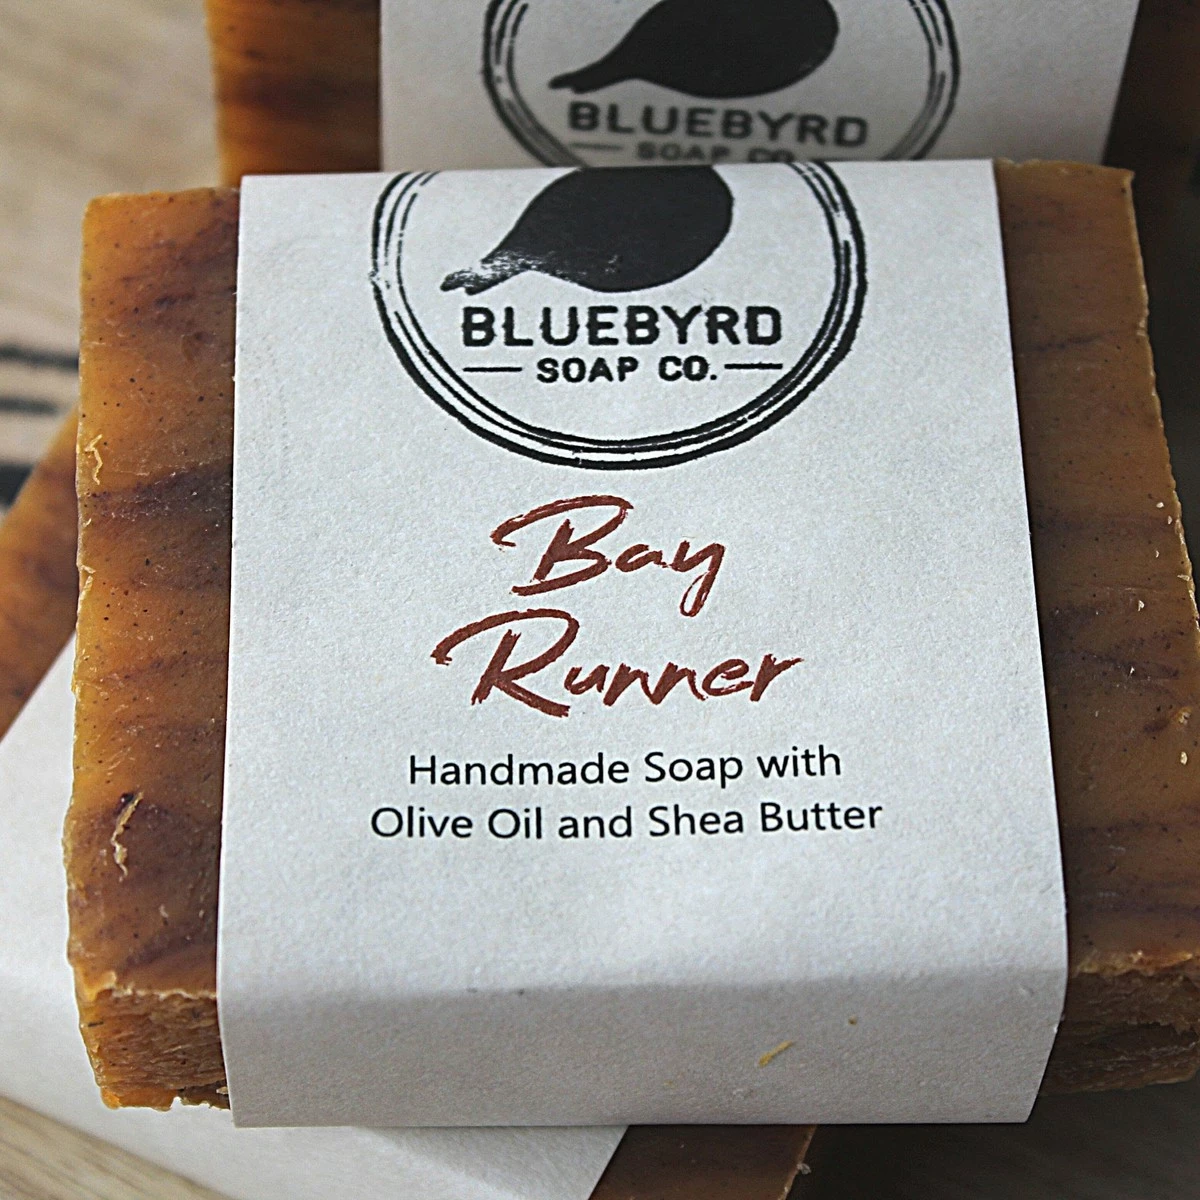 BLUEBYRD
SOAP CO.
BLUEBYRD
SOAP CO.
Bay
Runner
Handmade Soap with
Olive Oil and Shea Butter